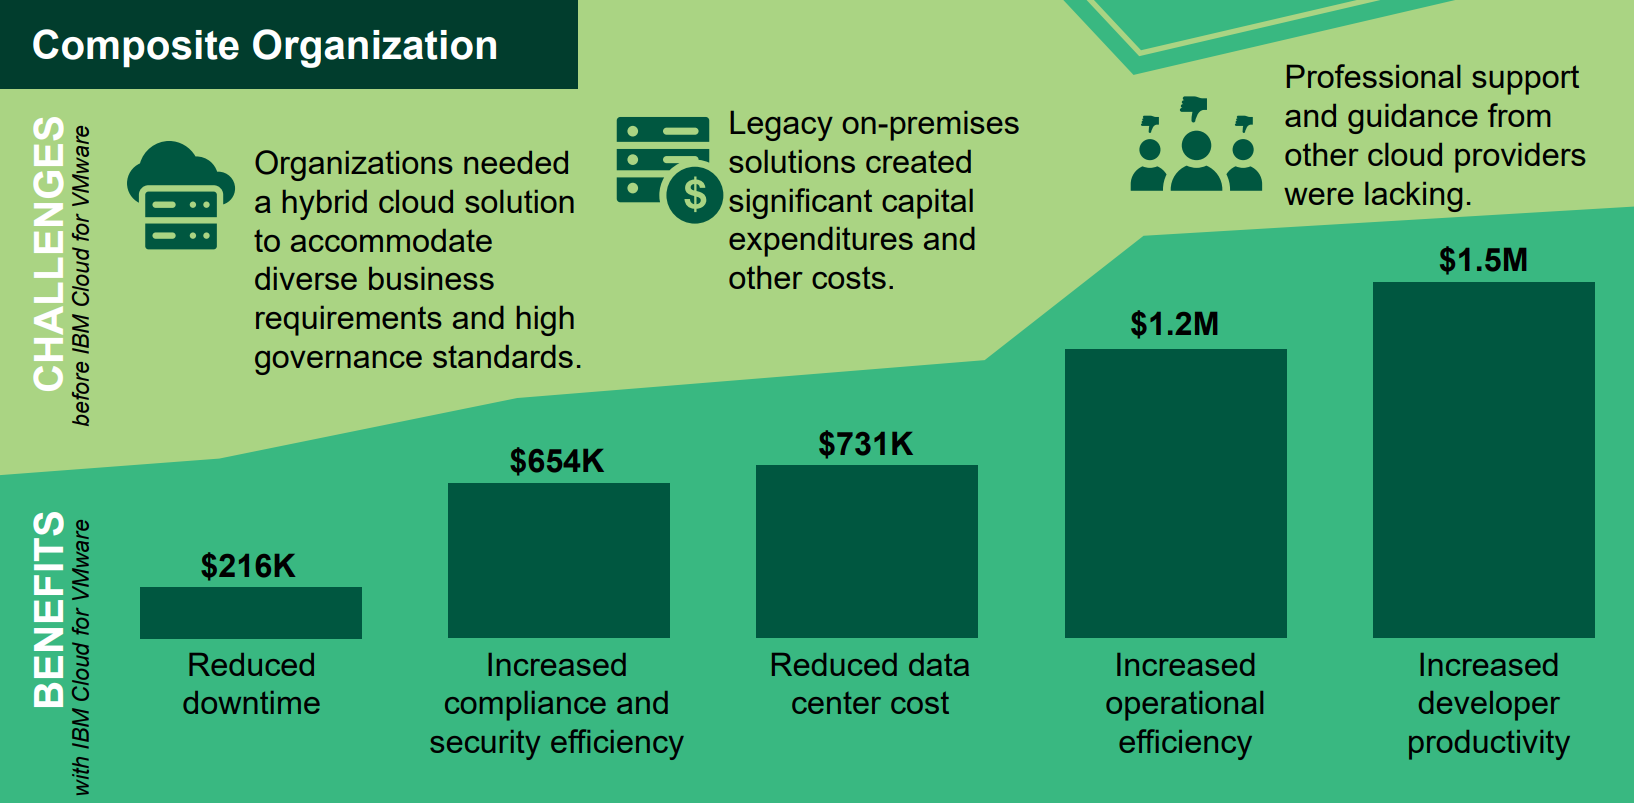 Composite Organization
CHALLENGES
before IBM Cloud for VMware
Organizations needed
a hybrid cloud solution
to accommodate
diverse business
requirements and high
governance standards.
$
Legacy on-premises
solutions created
significant capital
expenditures and
other costs.
Professional support
and guidance from
other cloud providers
were lacking.
BENEFITS
with IBM Cloud for VMware
$216K
Reduced
downtime
$654K
Increased
compliance and
security efficiency
$731K
Reduced data
center cost
$1.2M
Increased
operational
efficiency
$1.5M
Increased
developer
productivity